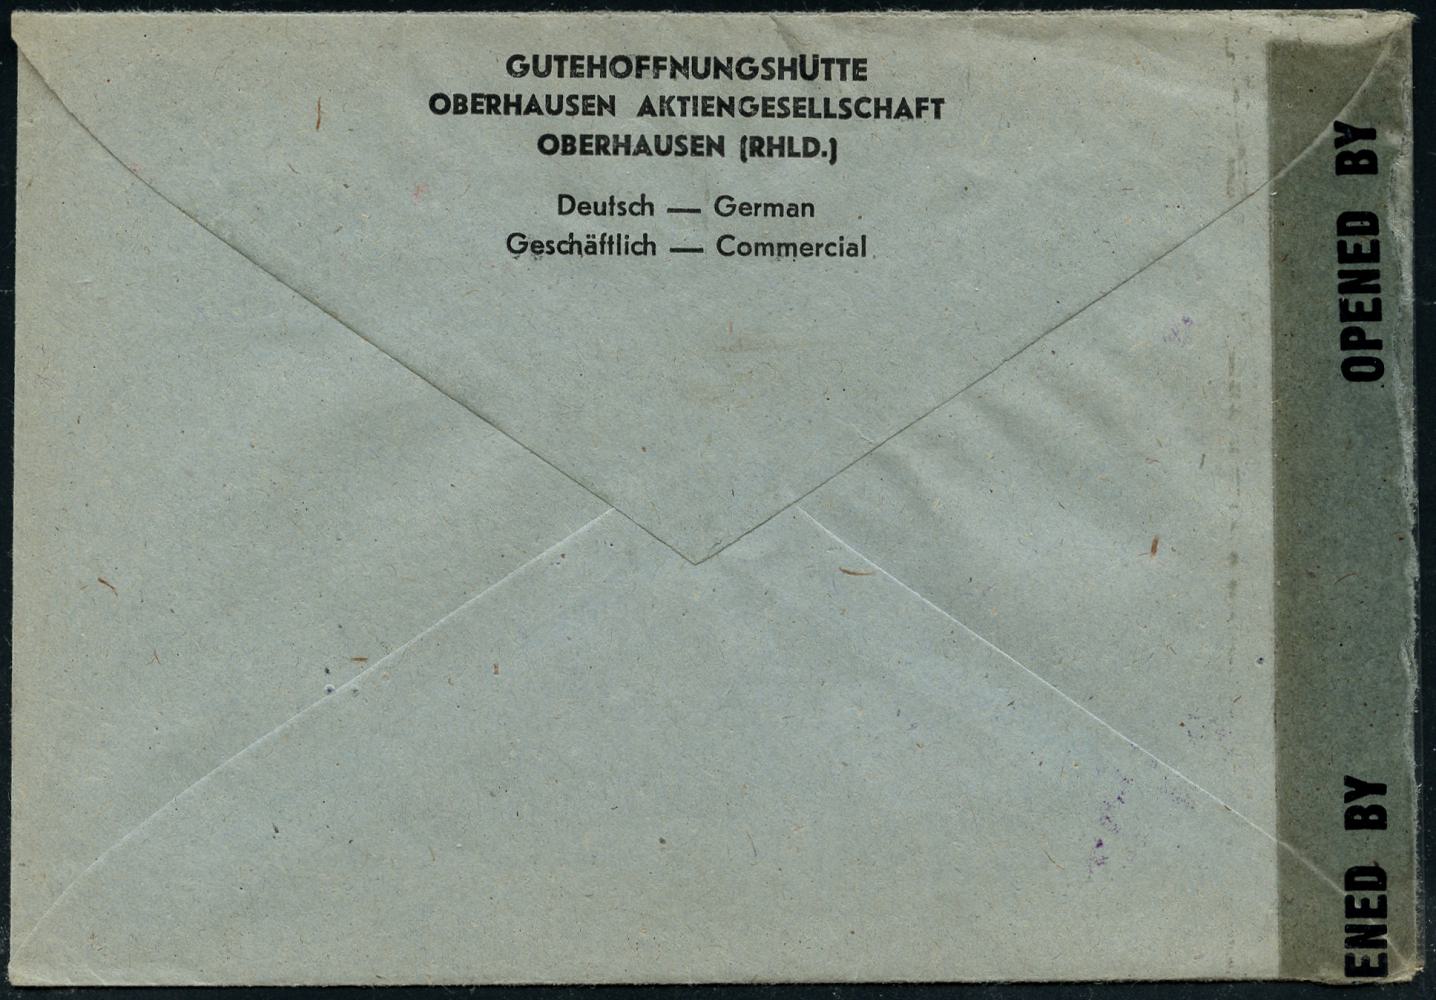 GUTEHOFFNUNGSHÜTTE
OBERHAUSEN AKTIENGESELLSCHAFT
OBERHAUSEN (RHLD.)
Deutsch — German
Geschäftlich — Commercial
OPENED BY
ENED BY